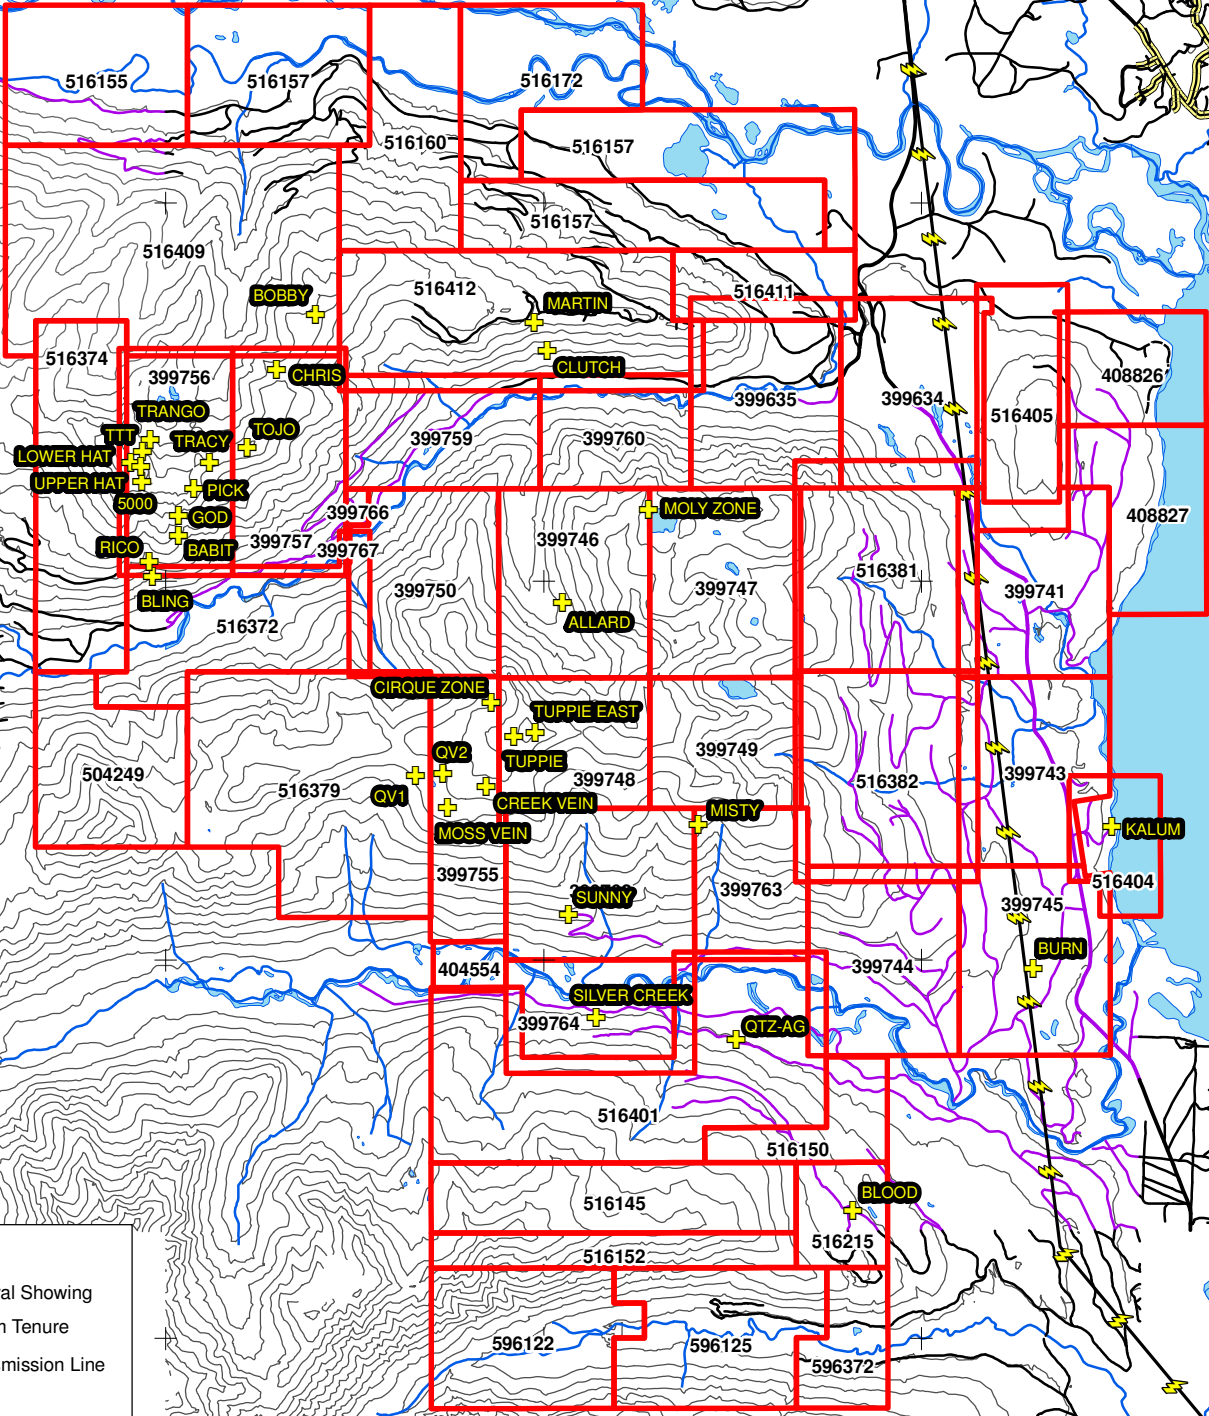 516155
516157
516172
516160
516157
516157
516409
516412
516411
BOBBY
MARTIN
516374
399756
CHRIS
CLUTCH
408826
399635
399634
516405
TRANGO
TTT
TRACY
TOJO
399759
399760
LOWER HAT
UPPER HAT
PICK
5000
GOD
399766
MOLY ZONE
408827
RICO
BABIT
399757
399767
399746
516381
BLING
399750
399747
399741
516372
ALLARD
CIRQUE ZONE
TUPPIE EAST
QV2
TUPPIE
399749
504249
516379
399748
516382
399743
QV1
CREEK VEIN
MISTY
KALUM
MOSS VEIN
399755
399763
516404
SUNNY
399745
BURN
404554
399744
SILVER CREEK
399764
QTZ-AG
516401
516150
516145
BLOOD
516215
516152
al Showing
Tenure
mission Line
596122
596125
596372